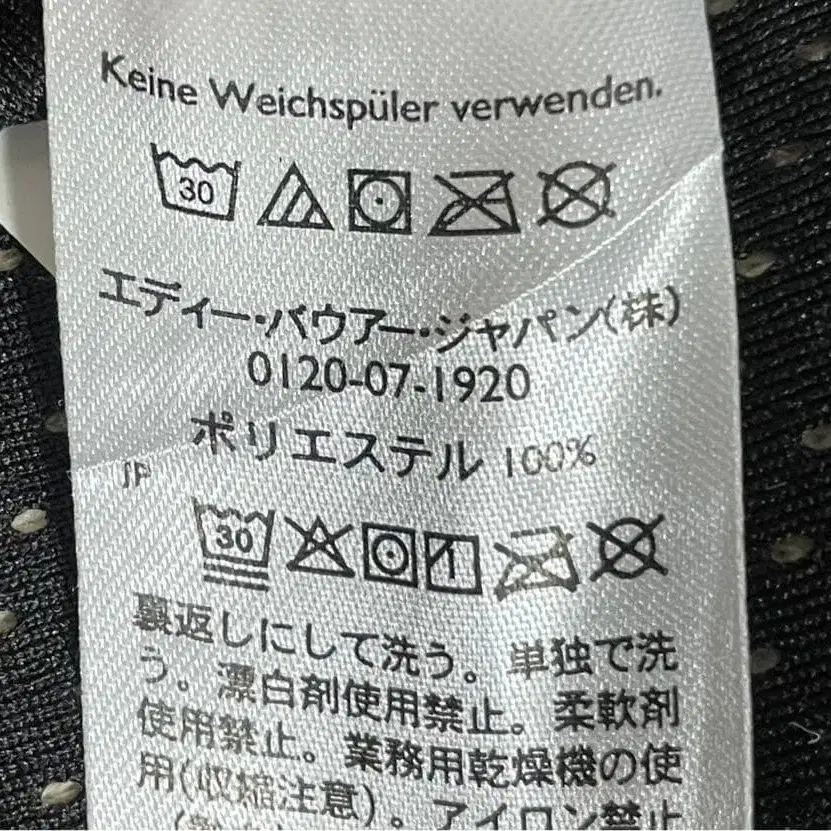 Keine Weichspüler verwenden.
30
エディー・バウアー・ジャパン(株)
0120-07-1920
ポリエステル 100%
JP
30
裏返しにして洗う。単独で洗
う。漂白剤使用禁止。柔軟剤
使用禁止。業務用乾燥機の使
用(収縮注意)。アイロン禁止